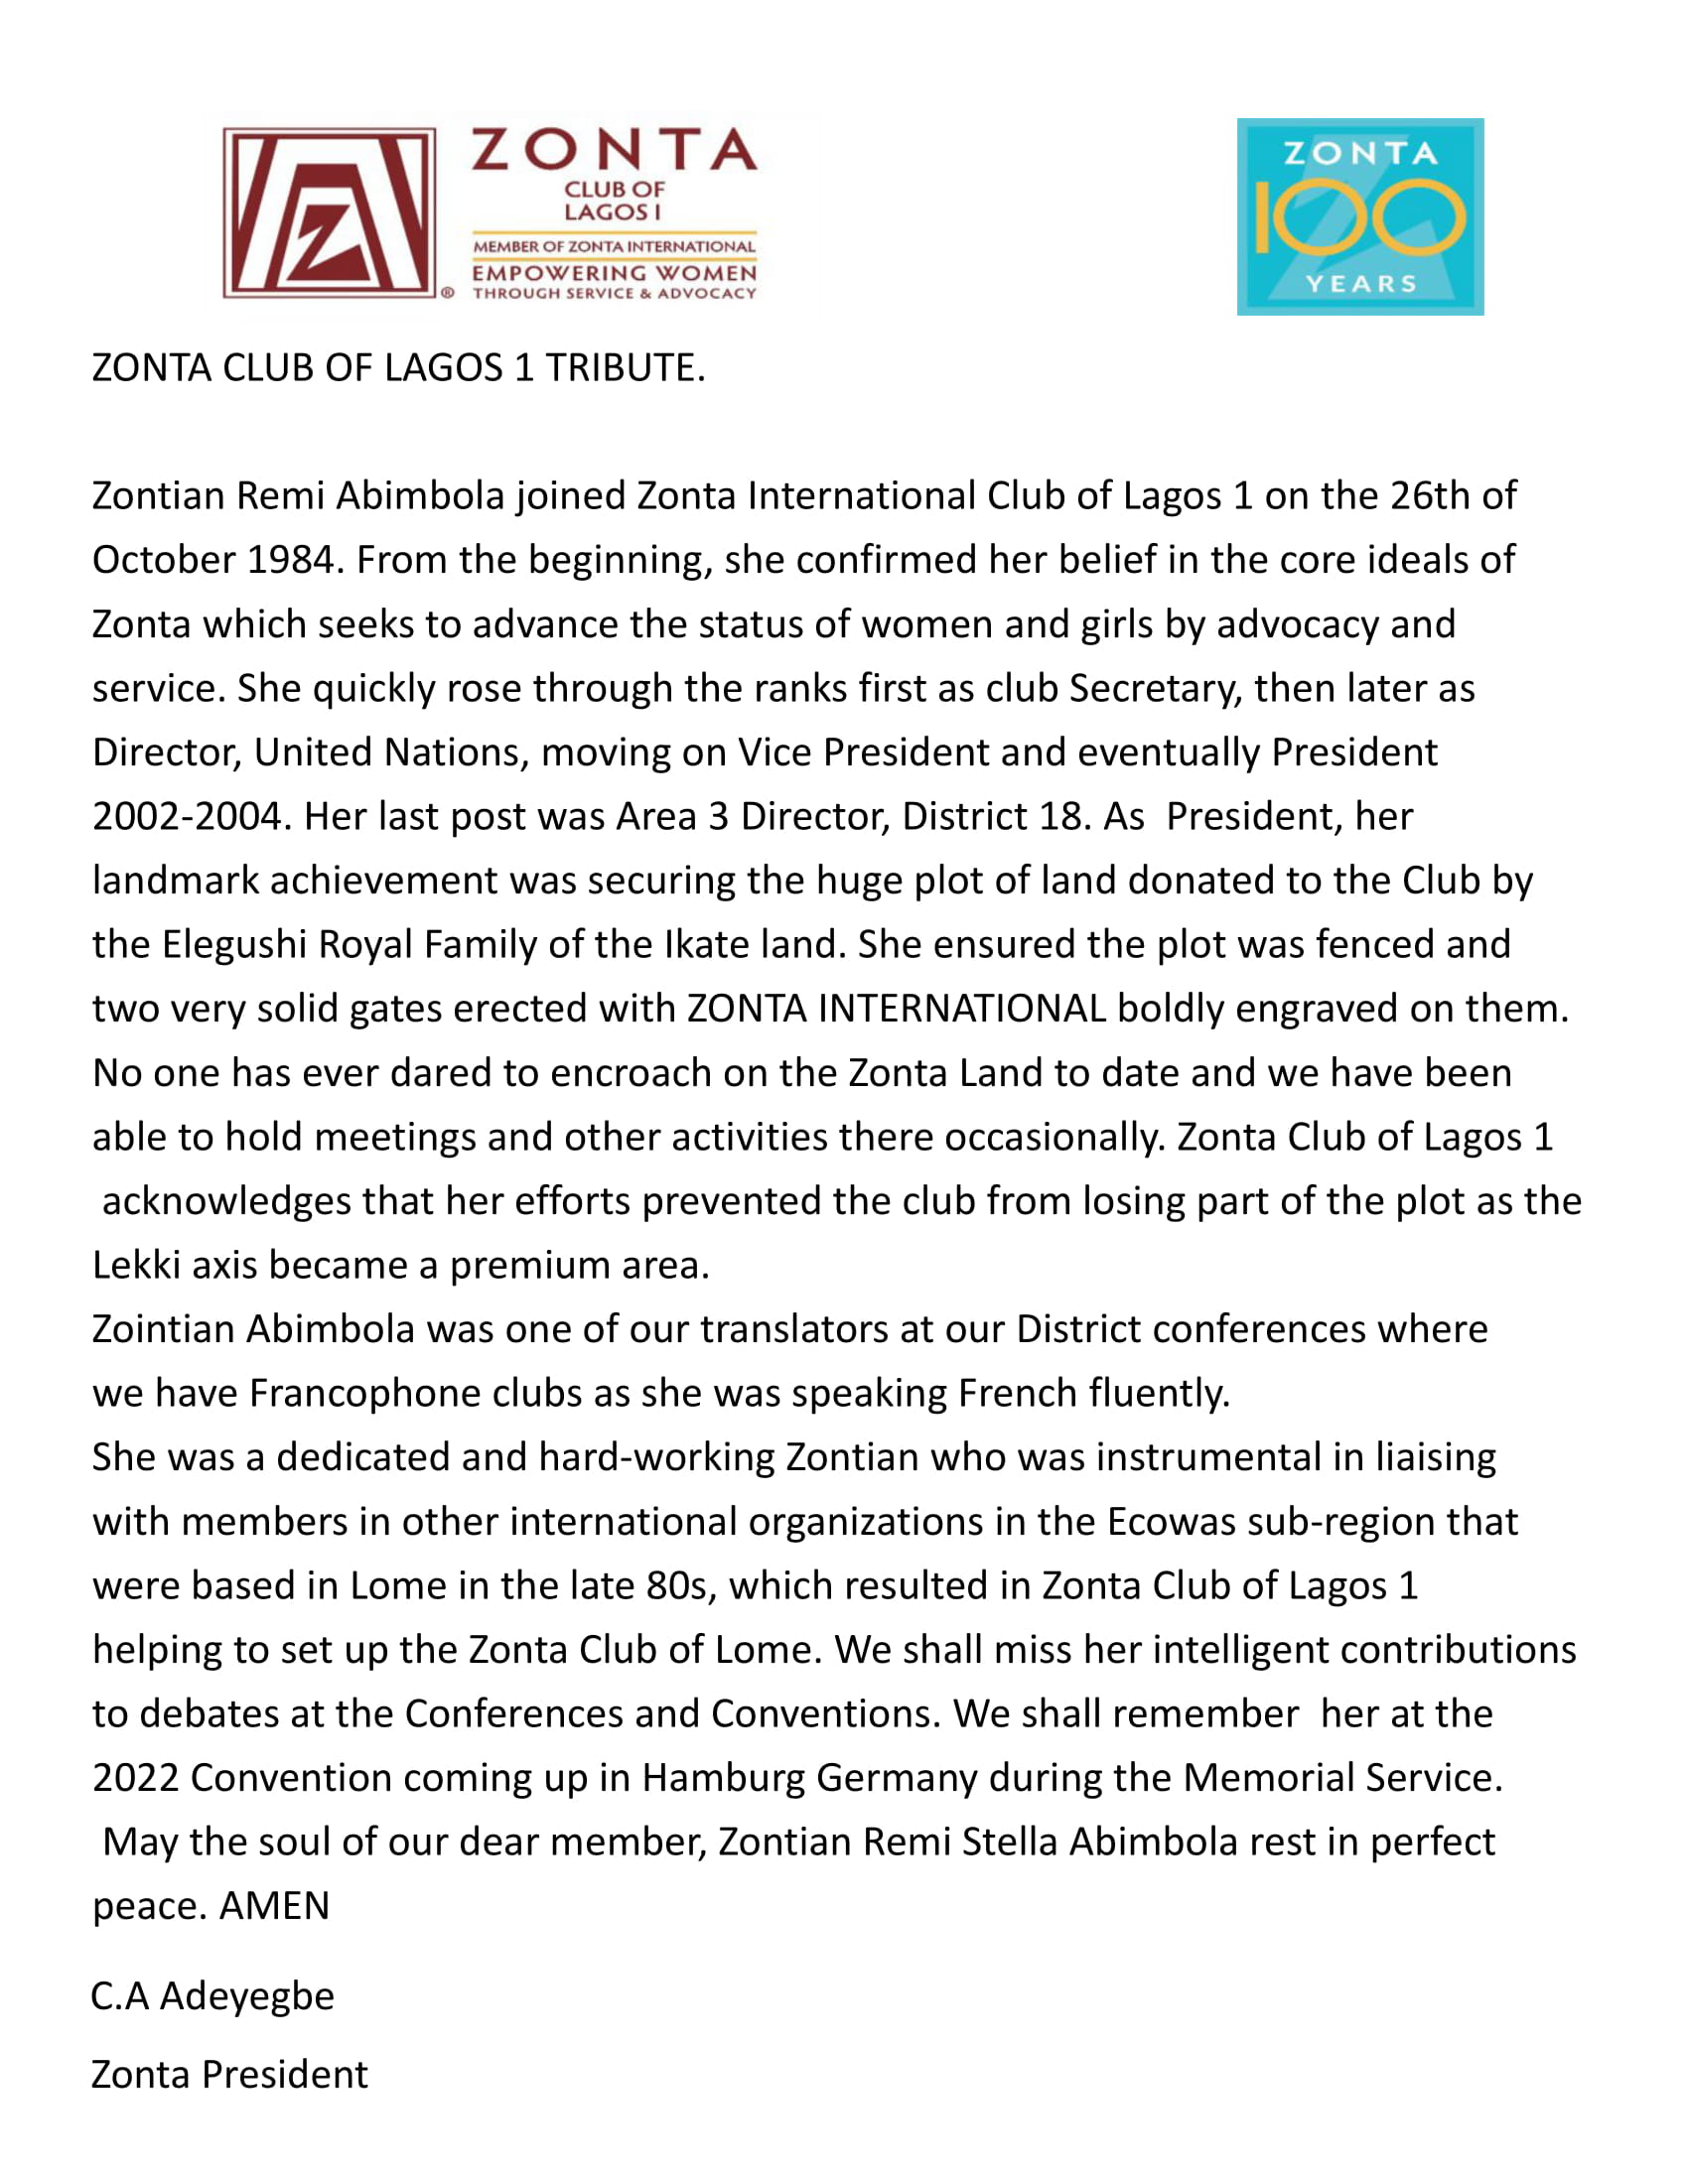 ZONTA
CLUB OF
LAGOS I
MEMBER OF ZONTA INTERNATIONAL
EMPOWERING WOMEN
THROUGH SERVICE & ADVOCACY
Z
®
ZONTA
100
YEARS
ZONTA CLUB OF LAGOS 1 TRIBUTE.
Zontian Remi Abimbola joined Zonta International Club of Lagos 1 on the 26th of
October 1984. From the beginning, she confirmed her belief in the core ideals of
Zonta which seeks to advance the status of women and girls by advocacy and
service. She quickly rose through the ranks first as club Secretary, then later as
Director, United Nations, moving on Vice President and eventually President
2002-2004. Her last post was Area 3 Director, District 18. As  President, her
landmark achievement was securing the huge plot of land donated to the Club by
the Elegushi Royal Family of the Ikate land. She ensured the plot was fenced and
two very solid gates erected with ZONTA INTERNATIONAL boldly engraved on them.
No one has ever dared to encroach on the Zonta Land to date and we have been
able to hold meetings and other activities there occasionally. Zonta Club of Lagos 1
acknowledges that her efforts prevented the club from losing part of the plot as the
Lekki axis became a premium area.
Zointian Abimbola was one of our translators at our District conferences where
we have Francophone clubs as she was speaking French fluently.
She was a dedicated and hard-working Zontian who was instrumental in liaising
with members in other international organizations in the Ecowas sub-region that
were based in Lome in the late 80s, which resulted in Zonta Club of Lagos 1
helping to set up the Zonta Club of Lome. We shall miss her intelligent contributions
to debates at the Conferences and Conventions. We shall remember  her at the
2022 Convention coming up in Hamburg Germany during the Memorial Service.
May the soul of our dear member, Zontian Remi Stella Abimbola rest in perfect
peace. AMEN
C.A Adeyegbe
Zonta President